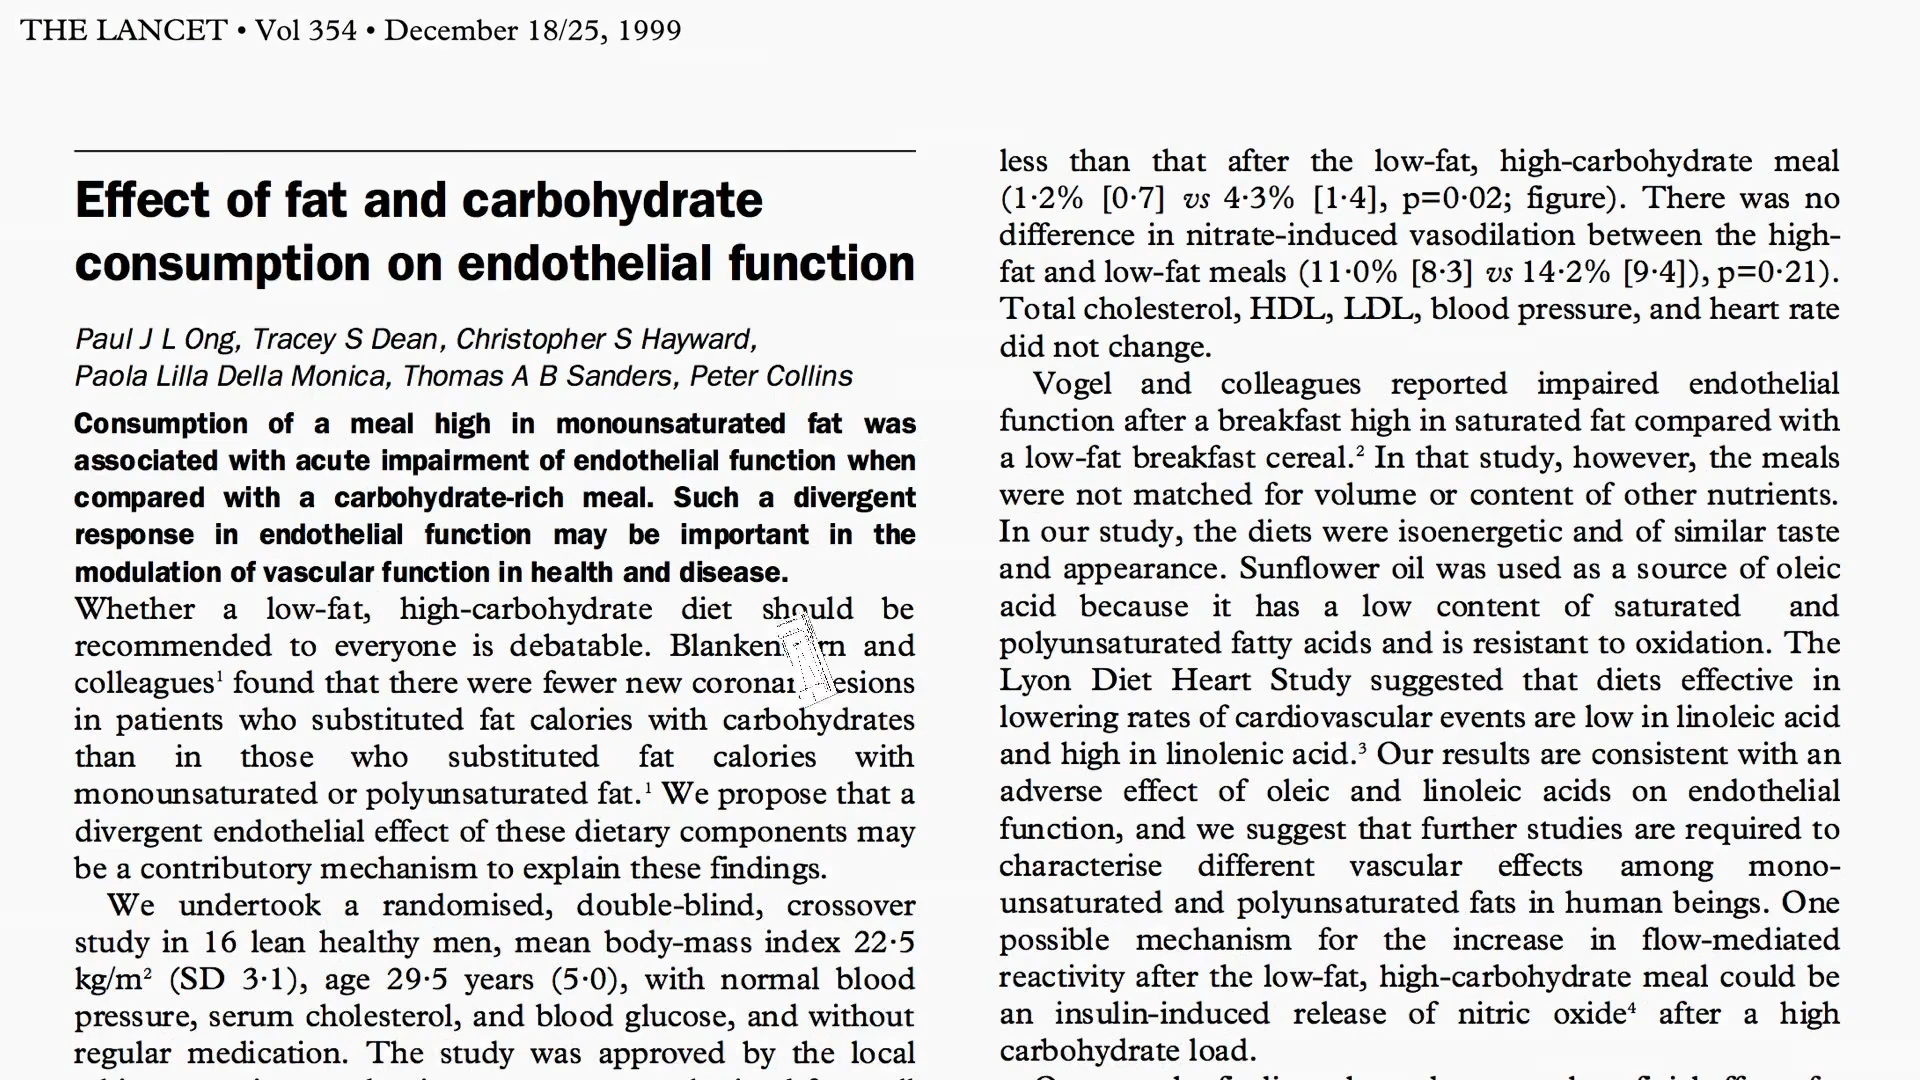 THE LANCET • Vol 354 • December 18/25, 1999
Effect of fat and carbohydrate
consumption on endothelial function
Paul J L Ong, Tracey S Dean, Christopher S Hayward,
Paola Lilla Della Monica, Thomas A B Sanders, Peter Collins
Consumption of a meal high in monounsaturated fat was
associated with acute impairment of endothelial function when
compared with a carbohydrate-rich meal. Such a divergent
response in endothelial function may be important in the
modulation of vascular function in health and disease.
Whether a low-fat, high-carbohydrate diet should be
recommended to everyone is debatable. and
colleagues¹ found that there were fewer new
in patients who substituted fat calories with carbohydrates
than in those who substituted fat calories with
monounsaturated or polyunsaturated fat.¹ We propose that a
divergent endothelial effect of these dietary components may
be a contributory mechanism to explain these findings.
We undertook a randomised, double-blind, crossover
study in 16 lean healthy men, mean body-mass index 22·5
kg/m² (SD 3·1), age 29·5 years (5·0), with normal blood
pressure, serum cholesterol, and blood glucose, and without
regular medication. The study was approved by the local
less than that after the low-fat, high-carbohydrate meal
(1·2% [0·7] vs 4·3% [1·4], p=0·02; figure). There was no
difference in nitrate-induced vasodilation between the high-
fat and low-fat meals (11·0% [8·3] vs 14·2% [9·4]), p=0·21).
Total cholesterol, HDL, LDL, blood pressure, and heart rate
did not change.
Vogel and colleagues reported impaired endothelial
function after a breakfast high in saturated fat compared with
a low-fat breakfast cereal.² In that study, however, the meals
were not matched for volume or content of other nutrients.
In our study, the diets were isoenergetic and of similar taste
and appearance. Sunflower oil was used as a source of oleic
acid because it has a low content of saturated and
polyunsaturated fatty acids and is resistant to oxidation. The
Lyon Diet Heart Study suggested that diets effective in
lowering rates of cardiovascular events are low in linoleic acid
and high in linolenic acid.³ Our results are consistent with an
adverse effect of oleic and linoleic acids on endothelial
function, and we suggest that further studies are required to
characterise different vascular effects among mono-
unsaturated and polyunsaturated fats in human beings. One
possible mechanism for the increase in flow-mediated
reactivity after the low-fat, high-carbohydrate meal could be
an insulin-induced release of nitric oxide⁴ after a high
carbohydrate load.